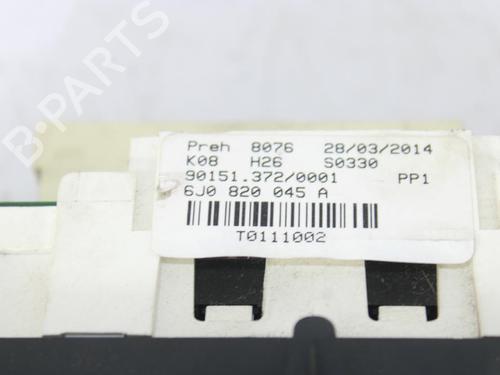 Preh 8076 28/03/2014
K08 H26 S0330
90151.372/0001 PP1
6J0 820 045 A
T0111002
B-PARTS